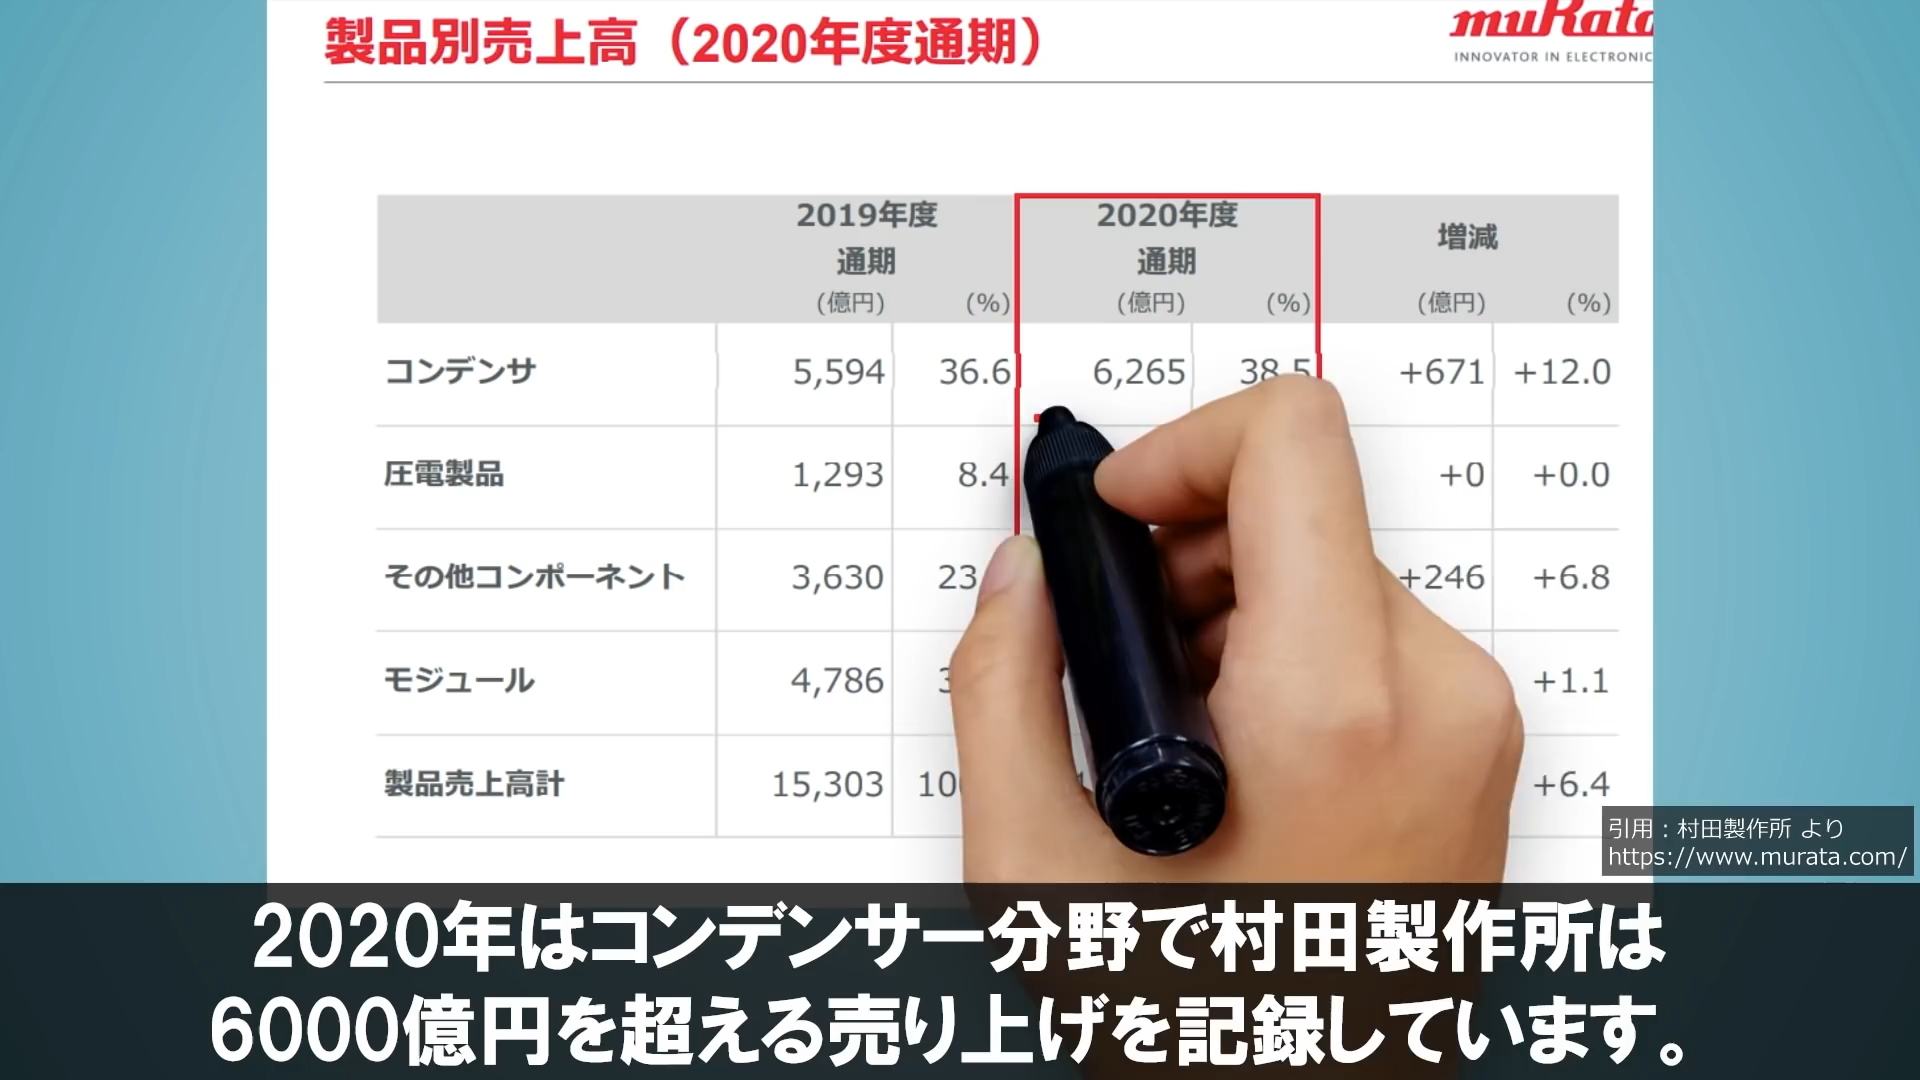 製品別売上高（2020年度通期）
muRata
INNOVATOR IN ELECTRONIC
2019年度 2020年度 増減
通期 通期
(億円) (%) (億円) (%) (億円) (%)
コンデンサ 5,594 36.6 6,265 38.5 +671 +12.0
圧電製品 1,293 8.4 +0 +0.0
その他コンポーネント 3,630 23 +246 +6.8
モジュール 4,786 +1.1
製品売上高計 15,303 +6.4
引用：村田製作所 より
https://www.murata.com/
2020年はコンデンサー分野で村田製作所は
6000億円を超える売り上げを記録しています。